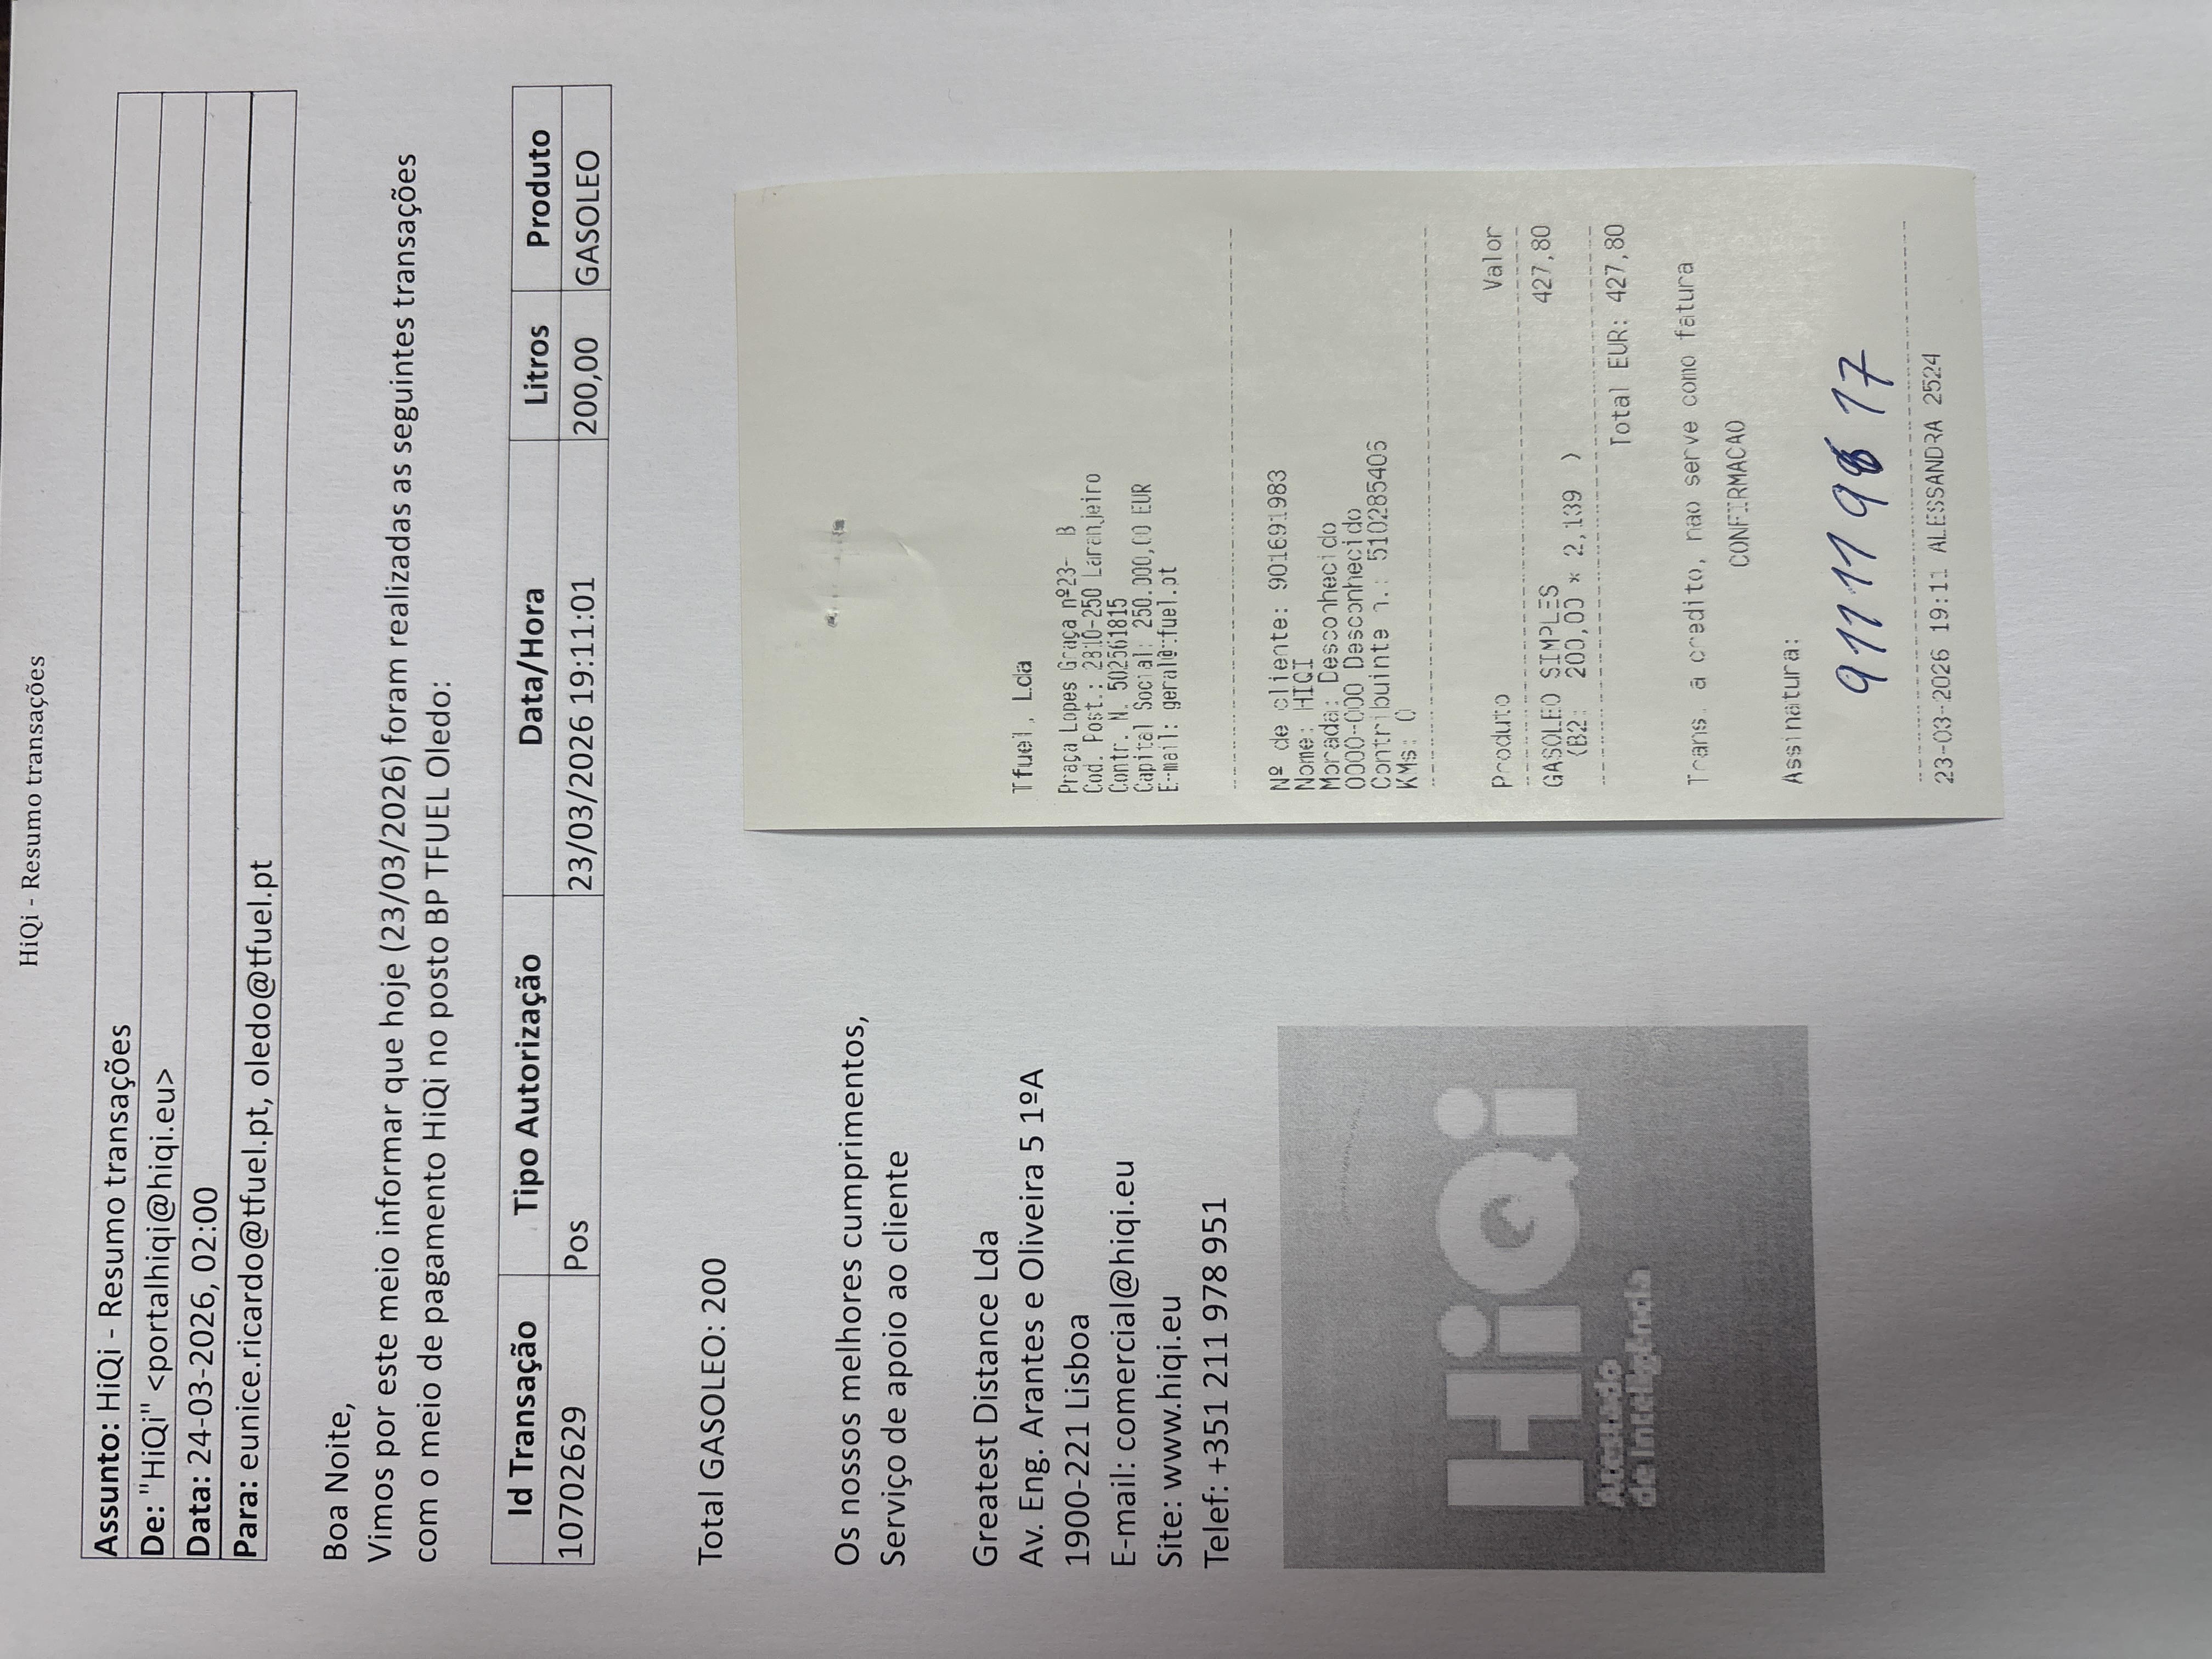 HiQi - Resumo transações
Assunto: HiQi - Resumo transações
De: "HiQi" <portalhiqi@hiqi.eu>
Data: 24-03-2026, 02:00
Para: eunice.ricardo@tfuel.pt, oledo@tfuel.pt
Boa Noite,
Vimos por este meio informar que hoje (23/03/2026) foram realizadas as seguintes transações
com o meio de pagamento HiQi no posto BP TFUEL Oledo:
Id Transação Tipo Autorização Data/Hora Litros Produto
10702629 Pos 23/03/2026 19:11:01 200,00 GASOLEO
Total GASOLEO: 200
Os nossos melhores cumprimentos,
Serviço de apoio ao cliente
Greatest Distance Lda
Av. Eng. Arantes e Oliveira 5 1ºA
1900-221 Lisboa
E-mail: comercial@hiqi.eu
Site: www.hiqi.eu
Telef: +351 211 978 951
HiQi
Atestado
de Inteligência
Tfuel, Lda
Praça Lopes Graça nº23- B
Cod. Post.: 2810-250 Laranjeiro
Contr. N. 502561815
Capital Social: 250.000,00 EUR
E-mail: geral@tfuel.pt
Nº de cliente: 901691983
Nome: HIQI
Morada: Desconhecido
0000-000 Desconhecido
Contribuinte n.: 510285406
KMs: 0
Produto Valor
GASOLEO SIMPLES 427,80
(B2: 200,00 * 2,139 )
Total EUR: 427,80
Trans. a credito, nao serve como fatura
CONFIRMACAO
Assinatura:
9111198 17
23-03-2026 19:11 ALESSANDRA 2524